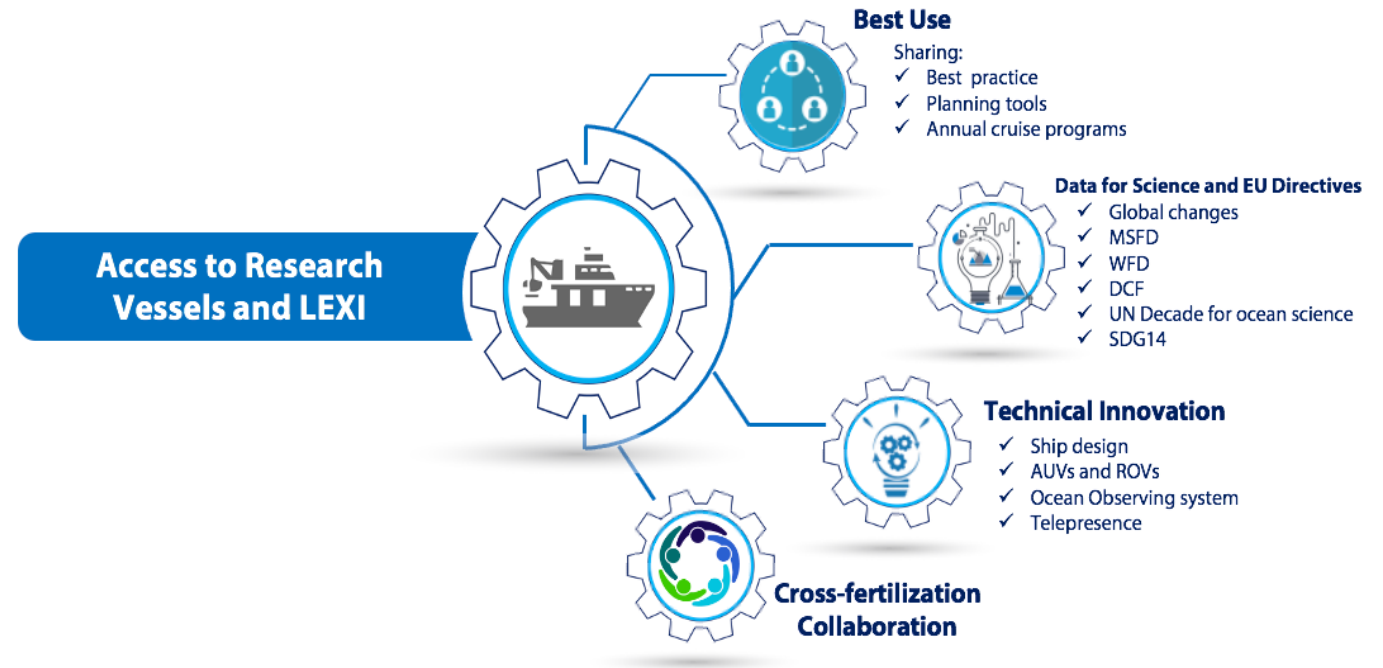 Best Use
Sharing:
✓ Best practice
✓ Planning tools
✓ Annual cruise programs
Data for Science and EU Directives
✓ Global changes
✓ MSFD
✓ WFD
✓ DCF
✓ UN Decade for ocean science
✓ SDG14
Access to Research
Vessels and LEXI
Technical Innovation
✓ Ship design
✓ AUVs and ROVs
✓ Ocean Observing system
✓ Telepresence
Cross-fertilization
Collaboration